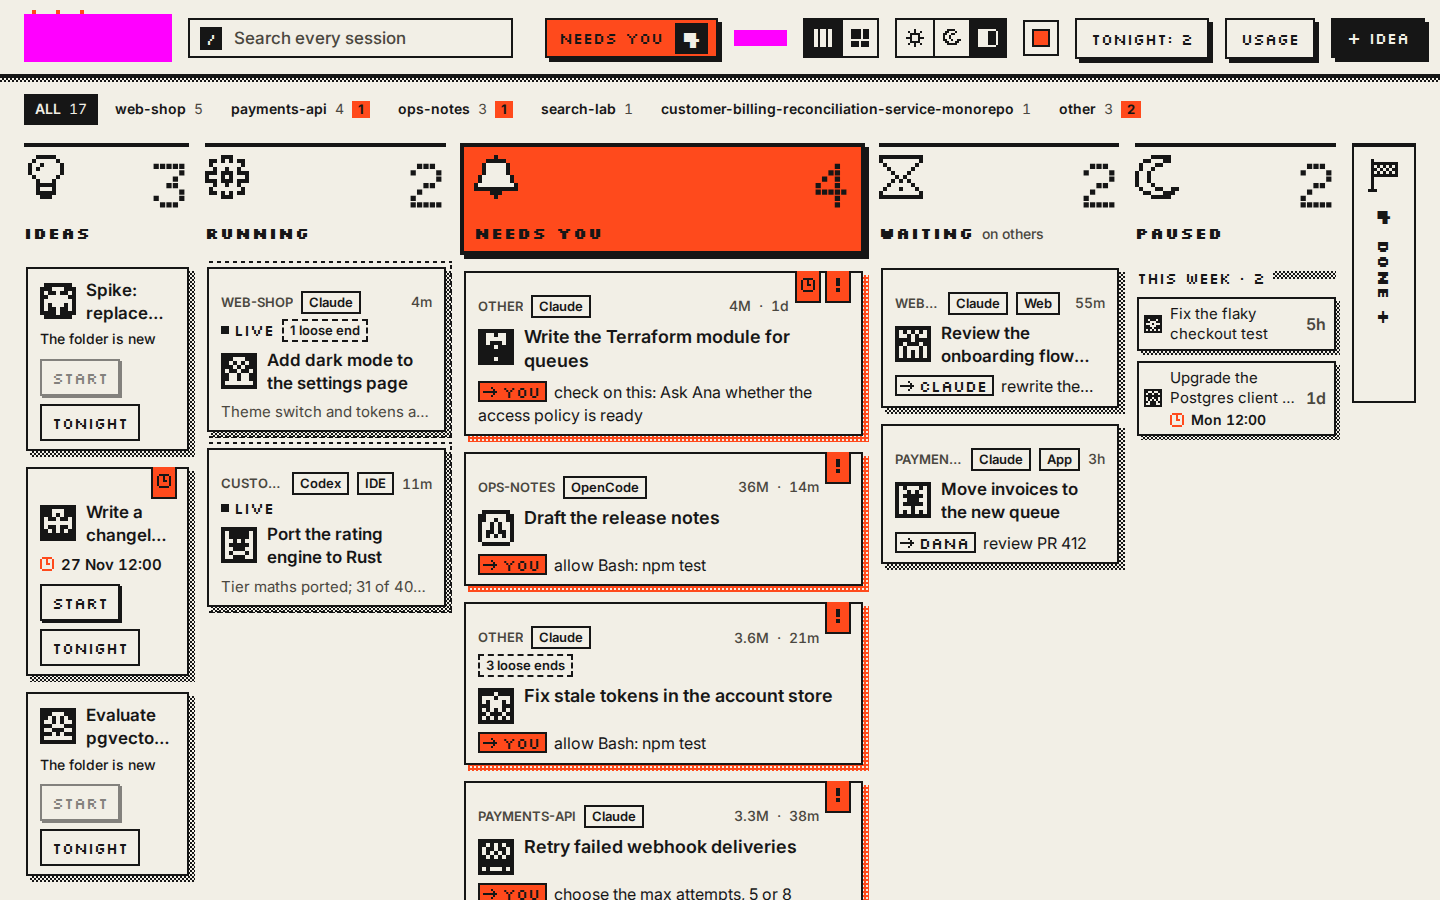 / Search every session
NEEDS YOU 4
TONIGHT: 2
USAGE
+ IDEA
ALL 17
web-shop 5
payments-api 4 1
ops-notes 3 1
search-lab 1
customer-billing-reconciliation-service-monorepo 1
other 3 2
3
IDEAS
Spike:
replace...
The folder is new
START
TONIGHT
Write a
changel...
27 Nov 12:00
START
TONIGHT
Evaluate
pgvecto...
The folder is new
START
TONIGHT
2
RUNNING
WEB-SHOP Claude 4m
LIVE 1 loose end
Add dark mode to
the settings page
Theme switch and tokens a...
CUSTO... Codex IDE 11m
LIVE
Port the rating
engine to Rust
Tier maths ported; 31 of 40...
4
NEEDS YOU
!
OTHER Claude 4M · 1d
Write the Terraform module for
queues
→ YOU check on this: Ask Ana whether the
access policy is ready
!
OPS-NOTES OpenCode 36M · 14m
Draft the release notes
→ YOU allow Bash: npm test
!
OTHER Claude 3.6M · 21m
3 loose ends
Fix stale tokens in the account store
→ YOU allow Bash: npm test
!
PAYMENTS-API Claude 3.3M · 38m
Retry failed webhook deliveries
→ YOU choose the max attempts, 5 or 8
2
WAITING on others
WEB... Claude Web 55m
Review the
onboarding flow...
→ CLAUDE rewrite the...
PAYMEN... Claude App 3h
Move invoices to
the new queue
→ DANA review PR 412
2
PAUSED
THIS WEEK · 2
Fix the flaky
checkout test 5h
Upgrade the
Postgres client ... 1d
Mon 12:00
4 DONE +